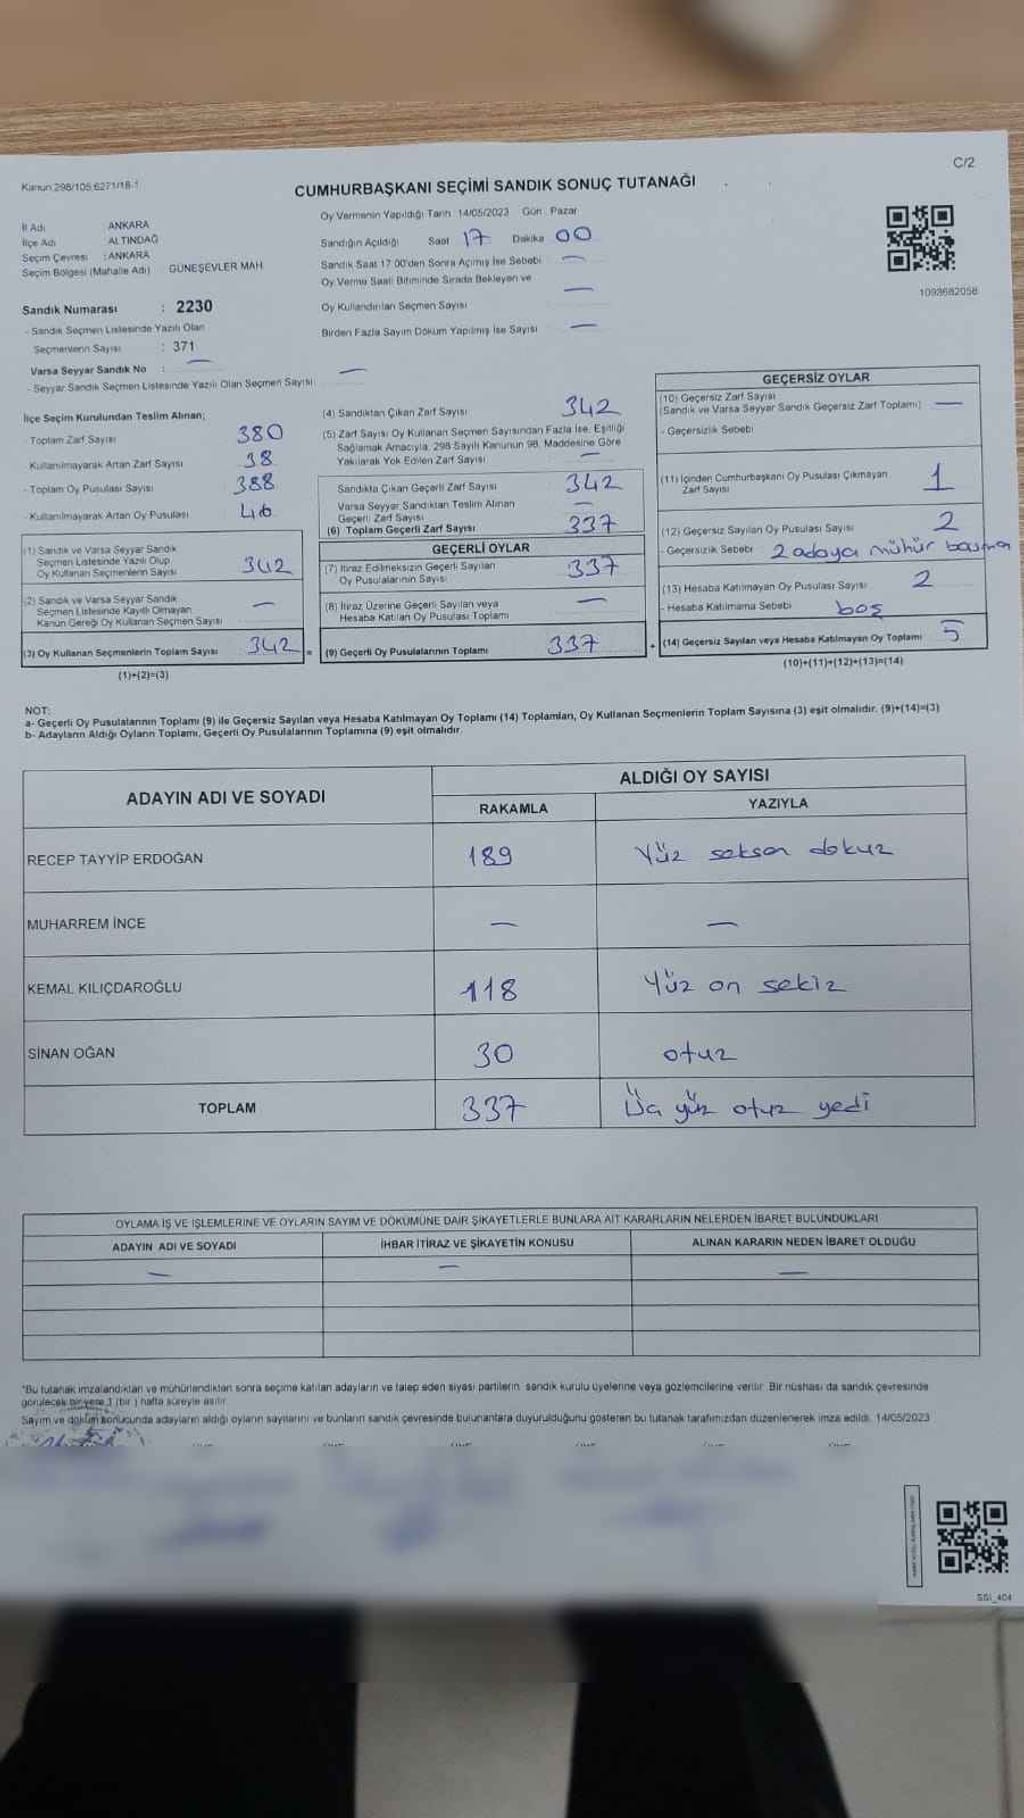 C/2
Kanun 298/105,6271/18-1
CUMHURBAŞKANI SEÇİMİ SANDIK SONUÇ TUTANAĞI
İl Adı : ANKARA
İlçe Adı : ALTINDAĞ
Seçim Çevresi : ANKARA
Seçim Bölgesi (Mahalle Adı) GÜNEŞEVLER MAH.
Oy Vermenin Yapıldığı Tarih 14/05/2023 Gün : Pazar
Sandığın Açıldığı Saat 17 Dakika 00
Sandık Saat 17:00'den Sonra Açılmış İse Sebebi —
Oy Verme Saati Bitiminde Sırada Bekleyen ve
Oy Kullandırılan Seçmen Sayısı —
Birden Fazla Sayım Döküm Yapılmış İse Sayısı —
1093682058
Sandık Numarası : 2230
- Sandık Seçmen Listesinde Yazılı Olan
Seçmenlerin Sayısı : 371
Varsa Seyyar Sandık No : —
- Seyyar Sandık Seçmen Listesinde Yazılı Olan Seçmen Sayısı: —
İlçe Seçim Kurulundan Teslim Alınan;
Toplam Zarf Sayısı 380
Kullanılmayarak Artan Zarf Sayısı 38
- Toplam Oy Pusulası Sayısı 388
- Kullanılmayarak Artan Oy Pusulası 46
(1) Sandık ve Varsa Seyyar Sandık
Seçmen Listesinde Yazılı Olup
Oy Kullanan Seçmenlerin Sayısı 342
(2) Sandık ve Varsa Seyyar Sandık
Seçmen Listesinde Kayıtlı Olmayan
Kanun Gereği Oy Kullanan Seçmen Sayısı —
(3) Oy Kullanan Seçmenlerin Toplam Sayısı 342 =
(1)+(2)=(3)
(4) Sandıktan Çıkan Zarf Sayısı 342
(5) Zarf Sayısı Oy Kullanan Seçmen Sayısından Fazla İse, Eşitliği
Sağlamak Amacıyla, 298 Sayılı Kanunun 98. Maddesine Göre
Yakılarak Yok Edilen Zarf Sayısı —
Sandıkta Çıkan Geçerli Zarf Sayısı 342
Varsa Seyyar Sandıktan Teslim Alınan
Geçerli Zarf Sayısı —
(6) Toplam Geçerli Zarf Sayısı 337
GEÇERLİ OYLAR
(7) İtiraz Edilmeksizin Geçerli Sayılan
Oy Pusulalarının Sayısı 337
(8) İtiraz Üzerine Geçerli Sayılan veya
Hesaba Katılan Oy Pusulası Toplamı —
(9) Geçerli Oy Pusulalarının Toplamı 337 +
GEÇERSİZ OYLAR
(10) Geçersiz Zarf Sayısı
(Sandık ve Varsa Seyyar Sandık Geçersiz Zarf Toplamı) —
- Geçersizlik Sebebi
(11) İçinden Cumhurbaşkanı Oy Pusulası Çıkmayan
Zarf Sayısı 1
(12) Geçersiz Sayılan Oy Pusulası Sayısı 2
- Geçersizlik Sebebi 2 adaya mühür basma
(13) Hesaba Katılmayan Oy Pusulası Sayısı 2
- Hesaba Katılmama Sebebi boş
(14) Geçersiz Sayılan veya Hesaba Katılmayan Oy Toplamı 5
(10)+(11)+(12)+(13)=(14)
NOT:
a- Geçerli Oy Pusulalarının Toplamı (9) ile Geçersiz Sayılan veya Hesaba Katılmayan Oy Toplamı (14) Toplamları, Oy Kullanan Seçmenlerin Toplam Sayısına (3) eşit olmalıdır. (9)+(14)=(3)
b- Adayların Aldığı Oyların Toplamı, Geçerli Oy Pusulalarının Toplamına (9) eşit olmalıdır.
ADAYIN ADI VE SOYADI ALDIĞI OY SAYISI
RAKAMLA YAZIYLA
RECEP TAYYİP ERDOĞAN 189 Yüz seksen dokuz
MUHARREM İNCE — —
KEMAL KILIÇDAROĞLU 118 Yüz on sekiz
SİNAN OĞAN 30 otuz
TOPLAM 337 Üç yüz otuz yedi
OYLAMA İŞ VE İŞLEMLERİNE VE OYLARIN SAYIM VE DÖKÜMÜNE DAİR ŞİKAYETLERLE BUNLARA AİT KARARLARIN NELERDEN İBARET BULUNDUKLARI
ADAYIN ADI VE SOYADI İHBAR İTİRAZ VE ŞİKAYETİN KONUSU ALINAN KARARIN NEDEN İBARET OLDUĞU
— — —
*Bu tutanak imzalandıktan ve mühürlendikten sonra seçime katılan adayların ve talep eden siyasi partilerin sandık kurulu üyelerine veya gözlemcilerine verilir. Bir nüshası da sandık çevresinde
görülecek bir yere 1 (bir) hafta süreyle asılır.
Sayım ve döküm sonucunda adayların aldığı oyların sayılarını ve bunların sandık çevresinde bulunanlara duyurulduğunu gösteren bu tutanak tarafımızdan düzenlenerek imza edildi. 14/05/2023
SSI_404